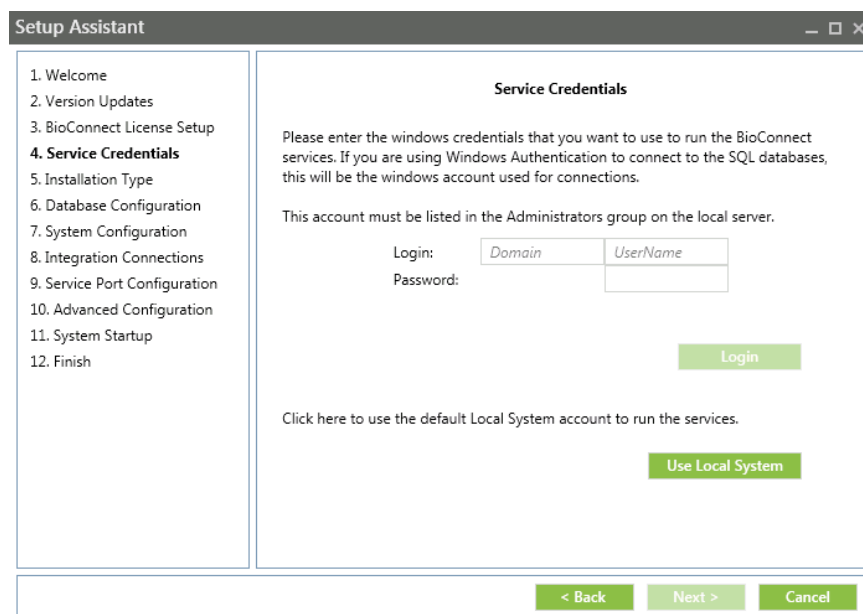 Setup Assistant
1. Welcome
2. Version Updates
3. BioConnect License Setup
4. Service Credentials
5. Installation Type
6. Database Configuration
7. System Configuration
8. Integration Connections
9. Service Port Configuration
10. Advanced Configuration
11. System Startup
12. Finish
Service Credentials
Please enter the windows credentials that you want to use to run the BioConnect
services. If you are using Windows Authentication to connect to the SQL databases,
this will be the windows account used for connections.
This account must be listed in the Administrators group on the local server.
Login: Domain UserName
Password:
Login
Click here to use the default Local System account to run the services.
Use Local System
< Back Next > Cancel